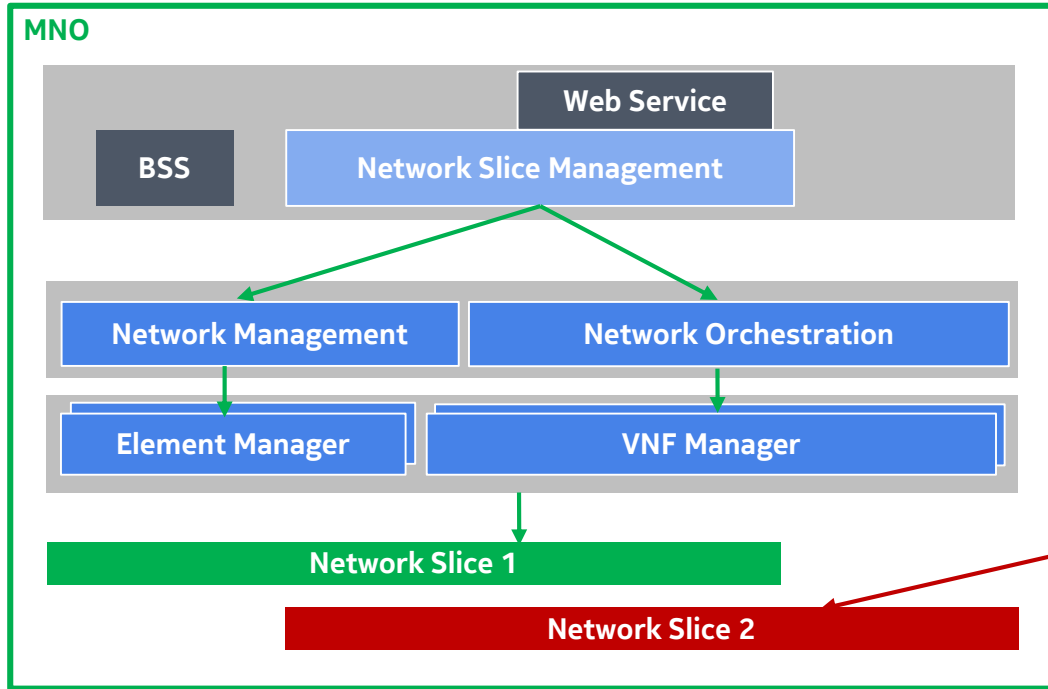 MNO
Web Service
BSS
Network Slice Management
Network Management
Network Orchestration
Element Manager
VNF Manager
Network Slice 1
Network Slice 2